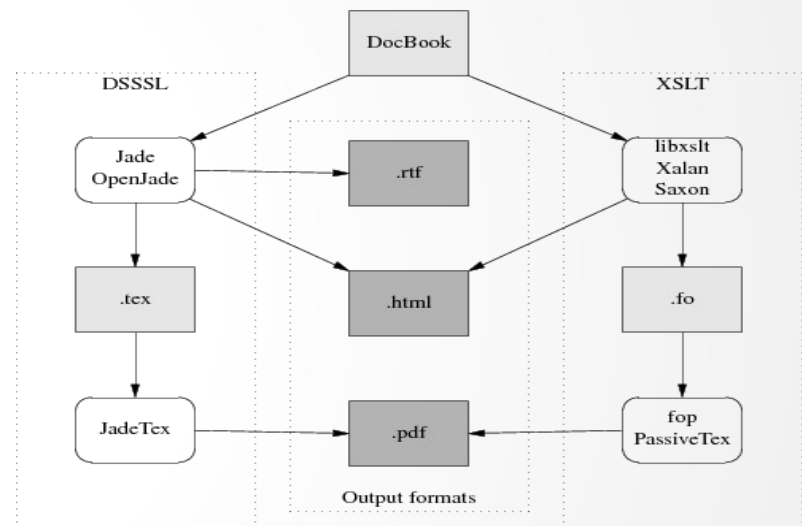 DocBook
DSSSL
XSLT
Jade
OpenJade
.rtf
libxslt
Xalan
Saxon
.tex
.html
.fo
JadeTex
.pdf
fop
PassiveTex
Output formats